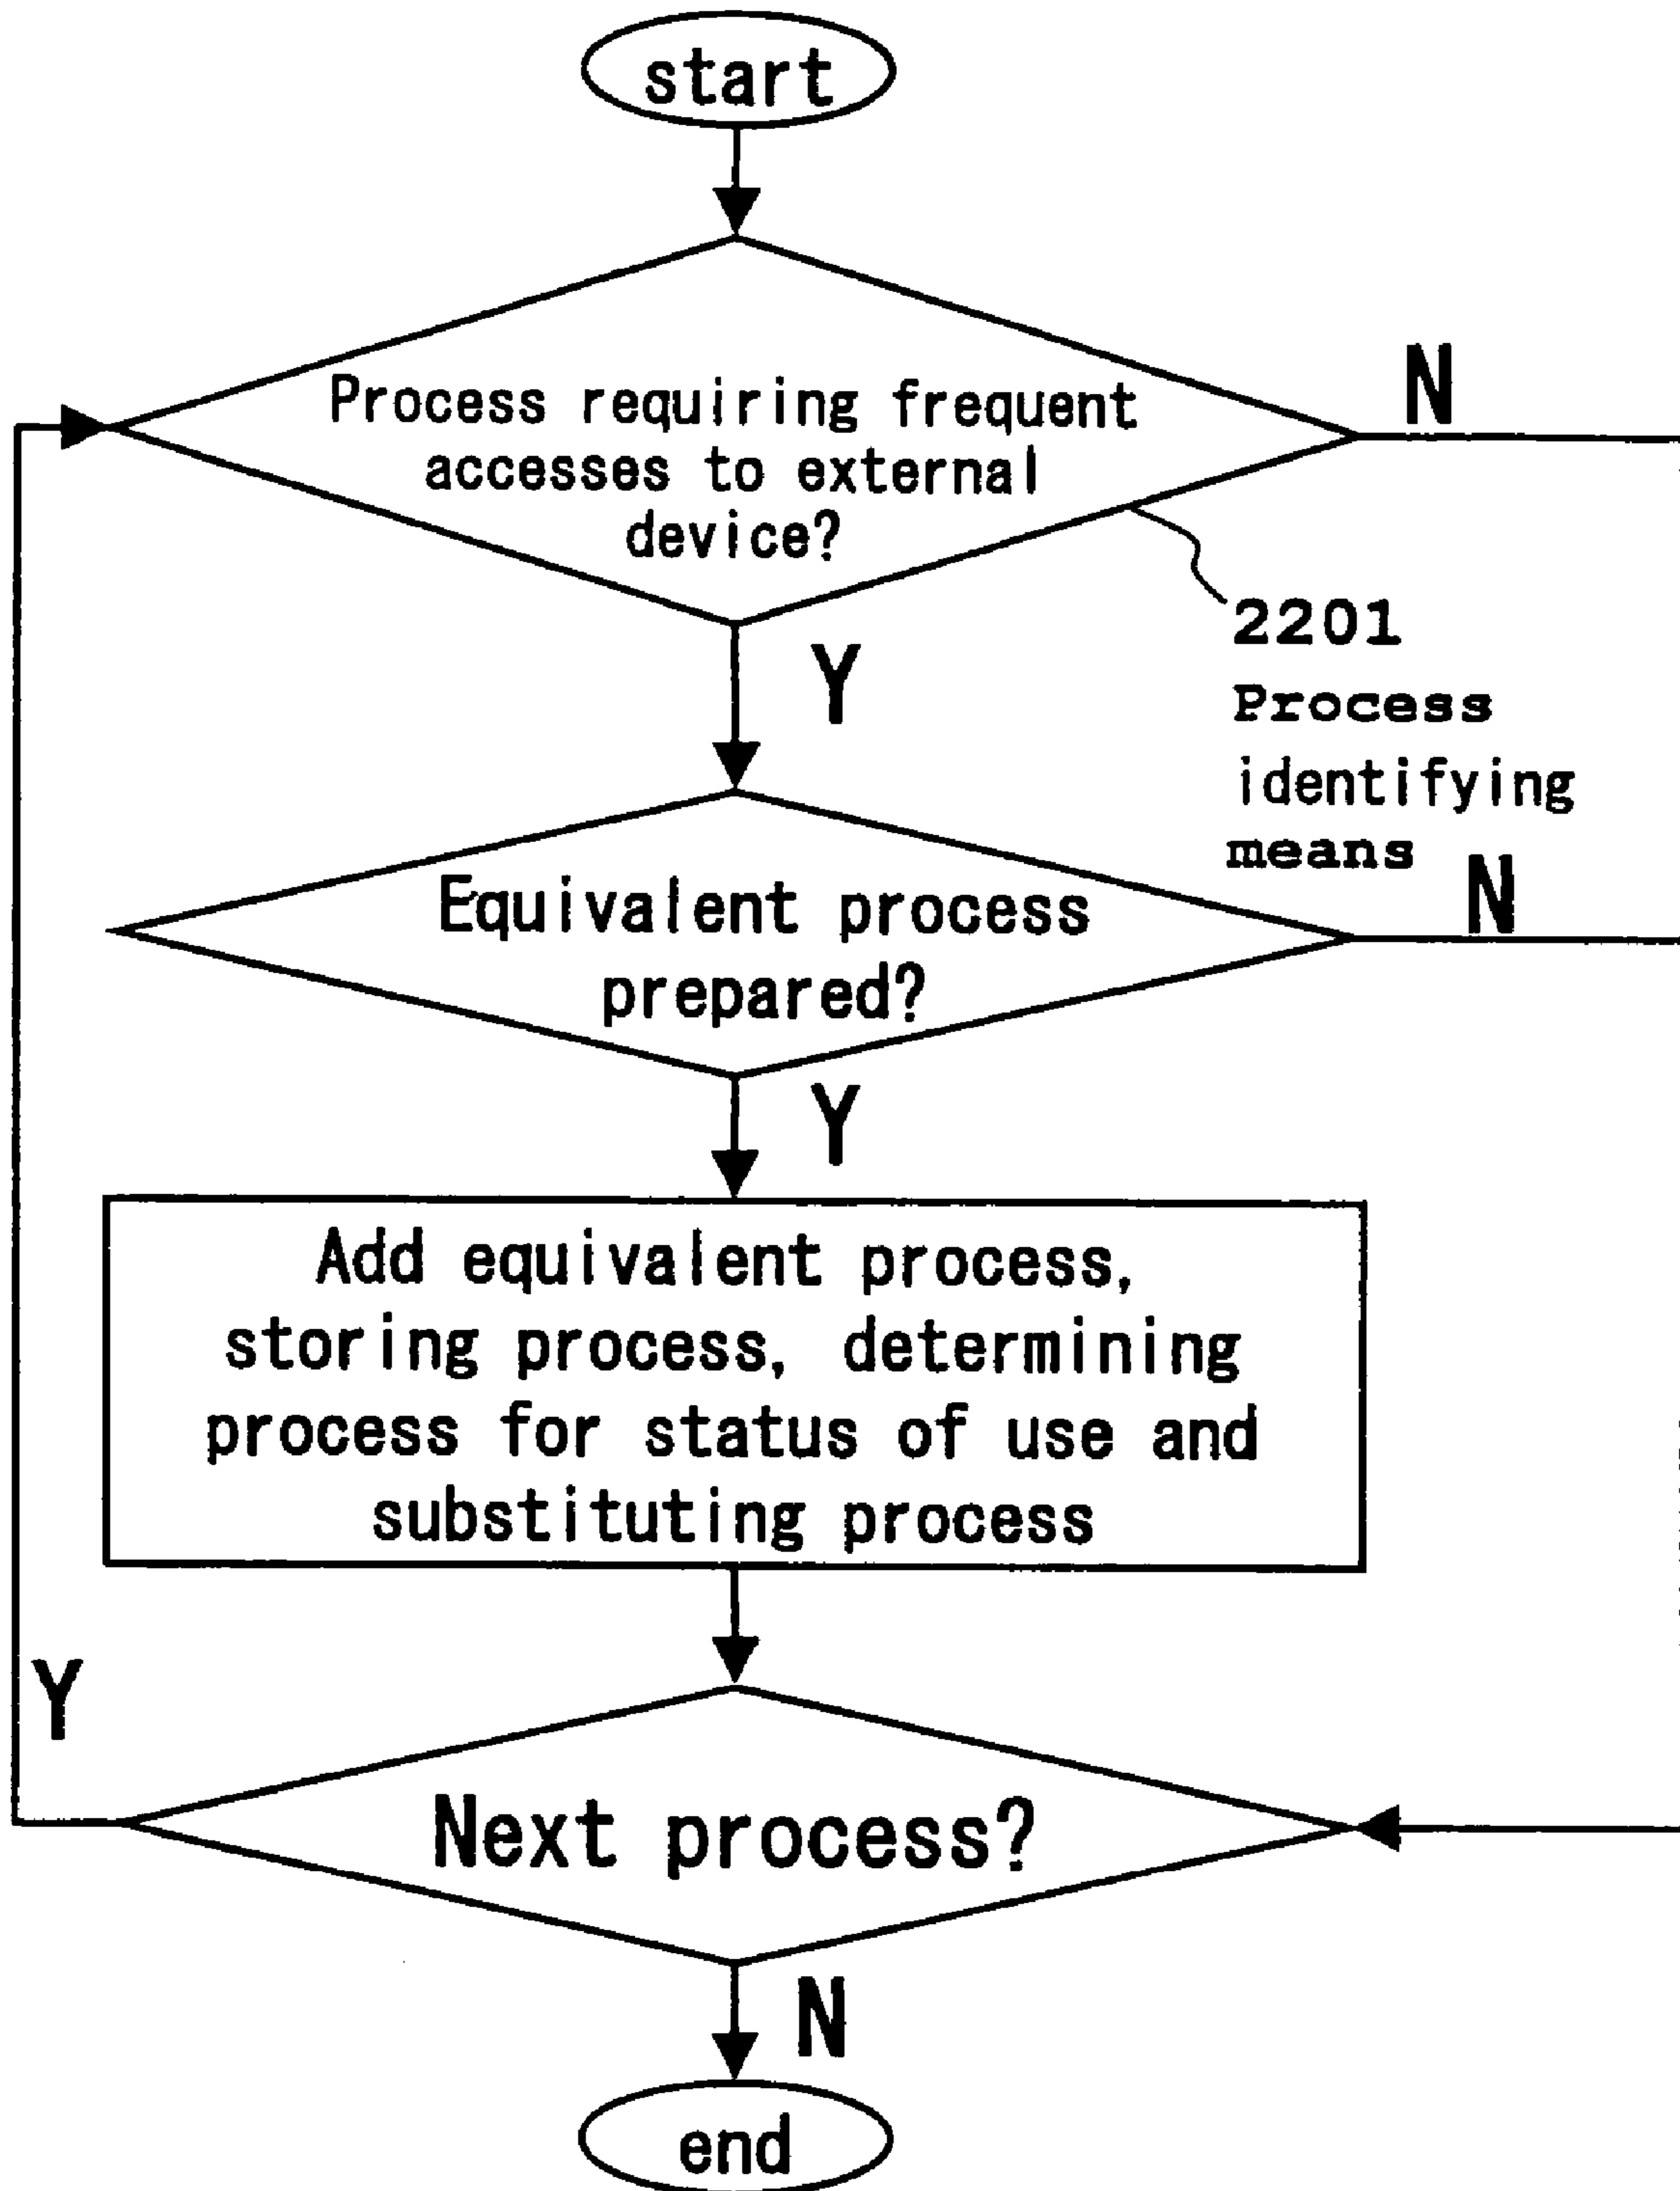 start
Process requiring frequent
accesses to external
device?
N
2201
Process
identifying
means
Y
Equivalent process
prepared?
N
Y
Add equivalent process,
storing process, determining
process for status of use and
substituting process
Y
Next process?
N
end